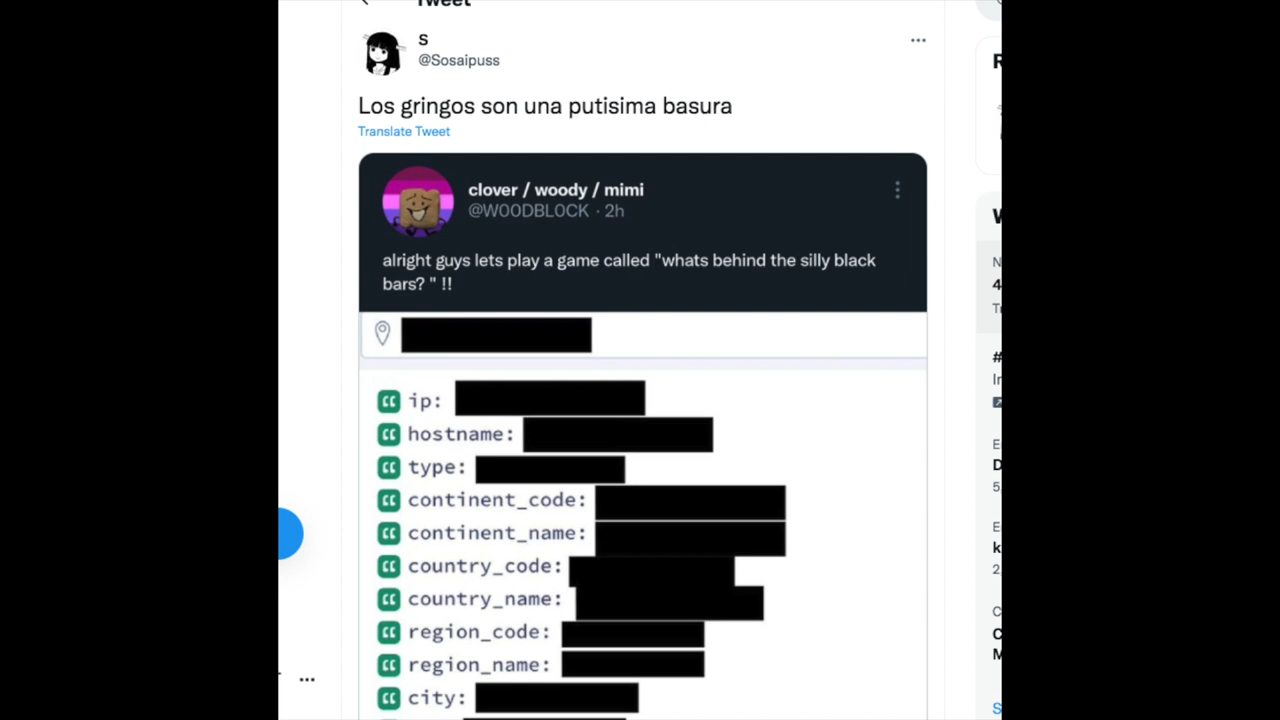 Tweet
S
@Sosaipuss
Los gringos son una putisima basura
Translate Tweet
clover / woody / mimi
@W00DBL0CK · 2h
alright guys lets play a game called "whats behind the silly black
bars? " !!
ip:
hostname:
type:
continent_code:
continent_name:
country_code:
country_name:
region_code:
region_name:
city: